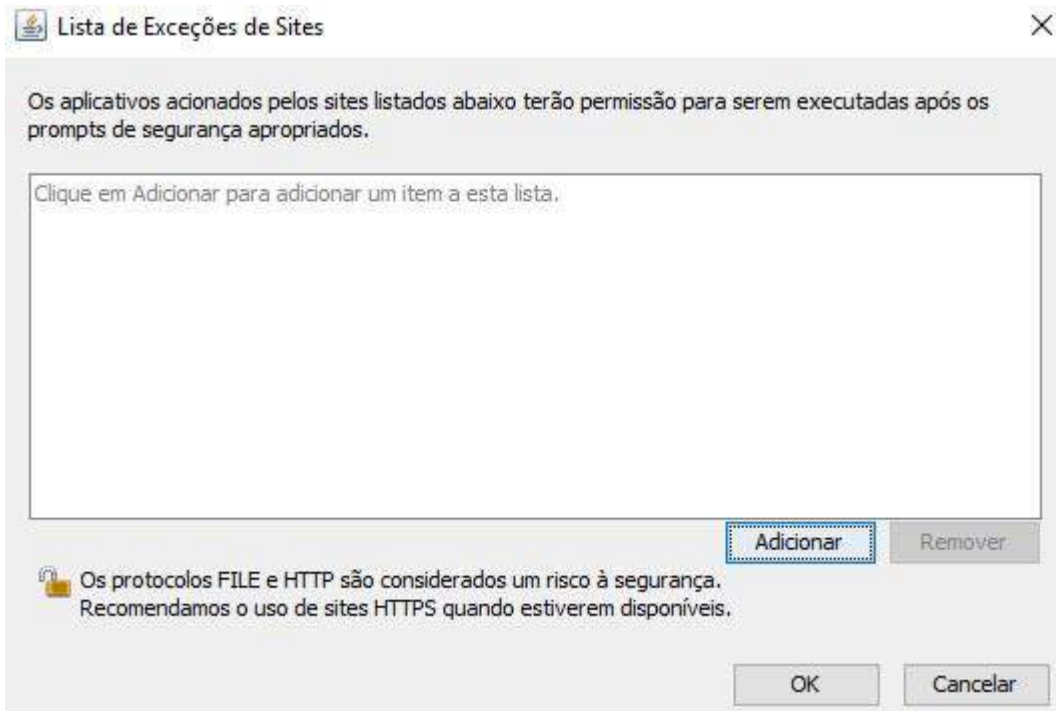 Lista de Exceções de Sites
Os aplicativos acionados pelos sites listados abaixo terão permissão para serem executadas após os
prompts de segurança apropriados.
Clique em Adicionar para adicionar um item a esta lista.
Adicionar
Remover
Os protocolos FILE e HTTP são considerados um risco à segurança.
Recomendamos o uso de sites HTTPS quando estiverem disponíveis.
OK
Cancelar